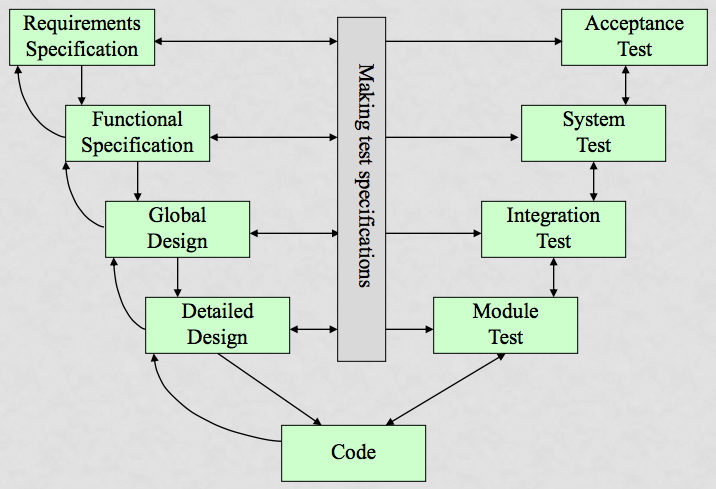 Requirements
Specification
Acceptance
Test
Making test specifications
Functional
Specification
System
Test
Global
Design
Integration
Test
Detailed
Design
Module
Test
Code